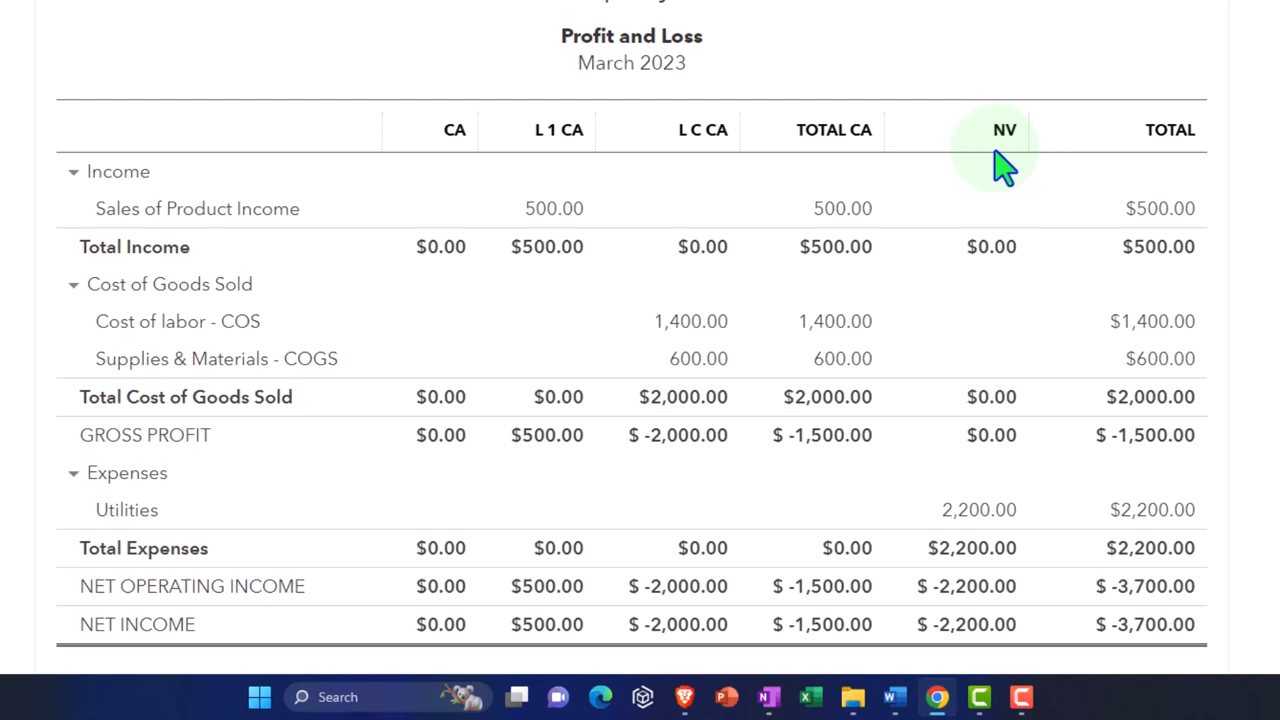 Profit and Loss
March 2023
CA L 1 CA L C CA TOTAL CA NV TOTAL
Income
Sales of Product Income 500.00 500.00 $500.00
Total Income $0.00 $500.00 $0.00 $500.00 $0.00 $500.00
Cost of Goods Sold
Cost of labor - COS 1,400.00 1,400.00 $1,400.00
Supplies & Materials - COGS 600.00 600.00 $600.00
Total Cost of Goods Sold $0.00 $0.00 $2,000.00 $2,000.00 $0.00 $2,000.00
GROSS PROFIT $0.00 $500.00 $ -2,000.00 $ -1,500.00 $0.00 $ -1,500.00
Expenses
Utilities 2,200.00 $2,200.00
Total Expenses $0.00 $0.00 $0.00 $0.00 $2,200.00 $2,200.00
NET OPERATING INCOME $0.00 $500.00 $ -2,000.00 $ -1,500.00 $ -2,200.00 $ -3,700.00
NET INCOME $0.00 $500.00 $ -2,000.00 $ -1,500.00 $ -2,200.00 $ -3,700.00
Search